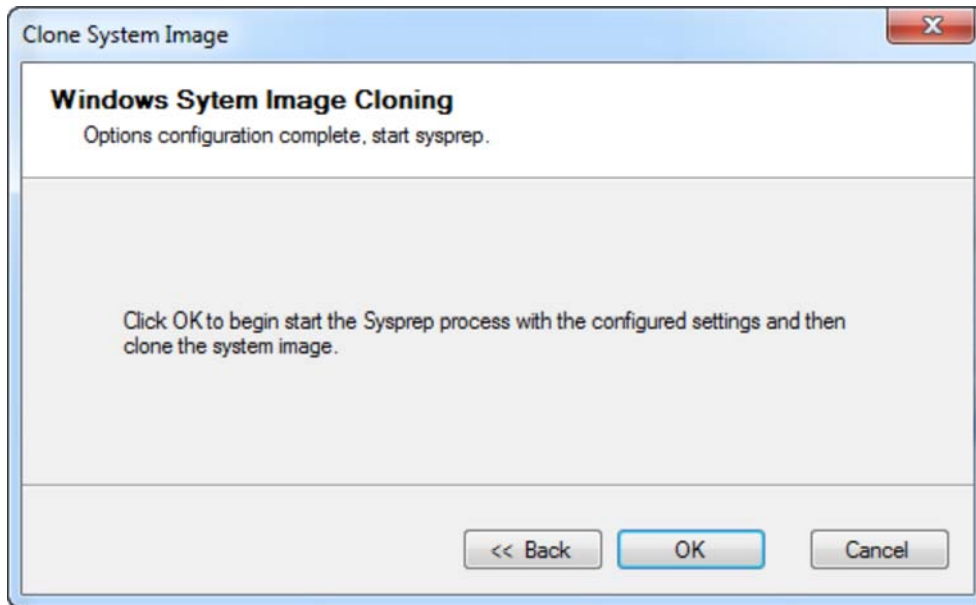 Clone System Image
Windows Sytem Image Cloning
Options configuration complete, start sysprep.
Click OK to begin start the Sysprep process with the configured settings and then
clone the system image.
<< Back
OK
Cancel